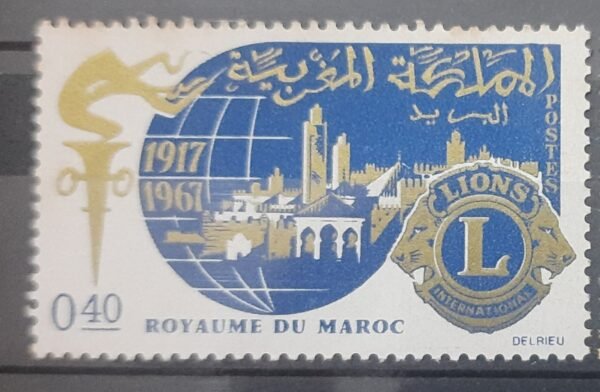 المملكة المغربية
البريد
POSTES
1917
1967
LIONS
L
INTERNATIONAL
0.40
ROYAUME DU MAROC
DELRIEU